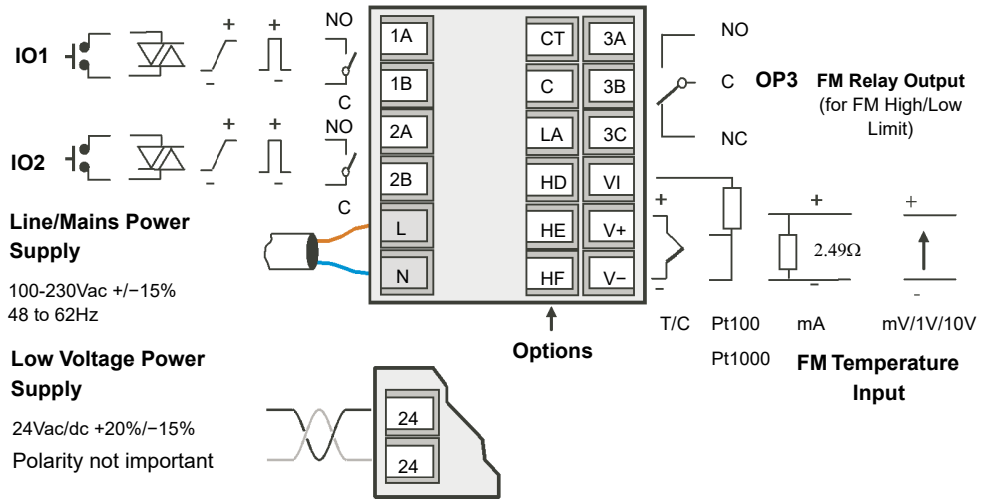 IO1
+
−
+
−
NO
C
IO2
+
−
+
−
NO
C
Line/Mains Power
Supply
100-230Vac +/−15%
48 to 62Hz
Low Voltage Power
Supply
24Vac/dc +20%/−15%
Polarity not important
1A
1B
2A
2B
L
N
CT
C
LA
HD
HE
HF
3A
3B
3C
VI
V+
V−
Options
24
24
NO
C
NC
OP3 FM Relay Output
(for FM High/Low
Limit)
+
−
+
2.49Ω
−
+
-
T/C Pt100 mA mV/1V/10V
Pt1000
FM Temperature
Input